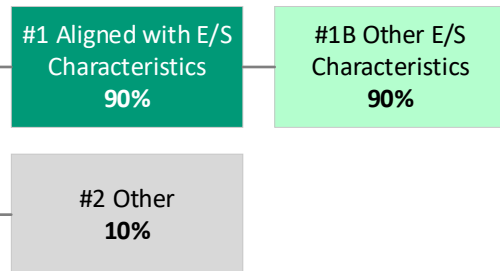 #1 Aligned with E/S
Characteristics
90%
#1B Other E/S
Characteristics
90%
#2 Other
10%